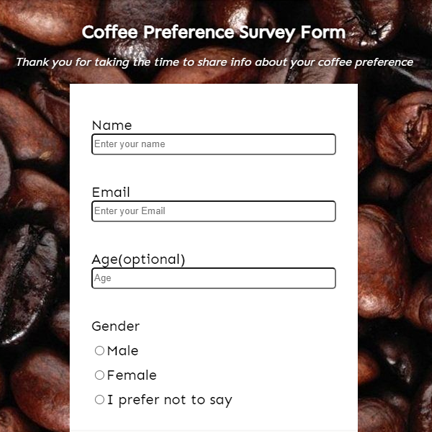 Coffee Preference Survey Form
Thank you for taking the time to share info about your coffee preference
Name
Enter your name
Email
Enter your Email
Age(optional)
Age
Gender
Male
Female
I prefer not to say